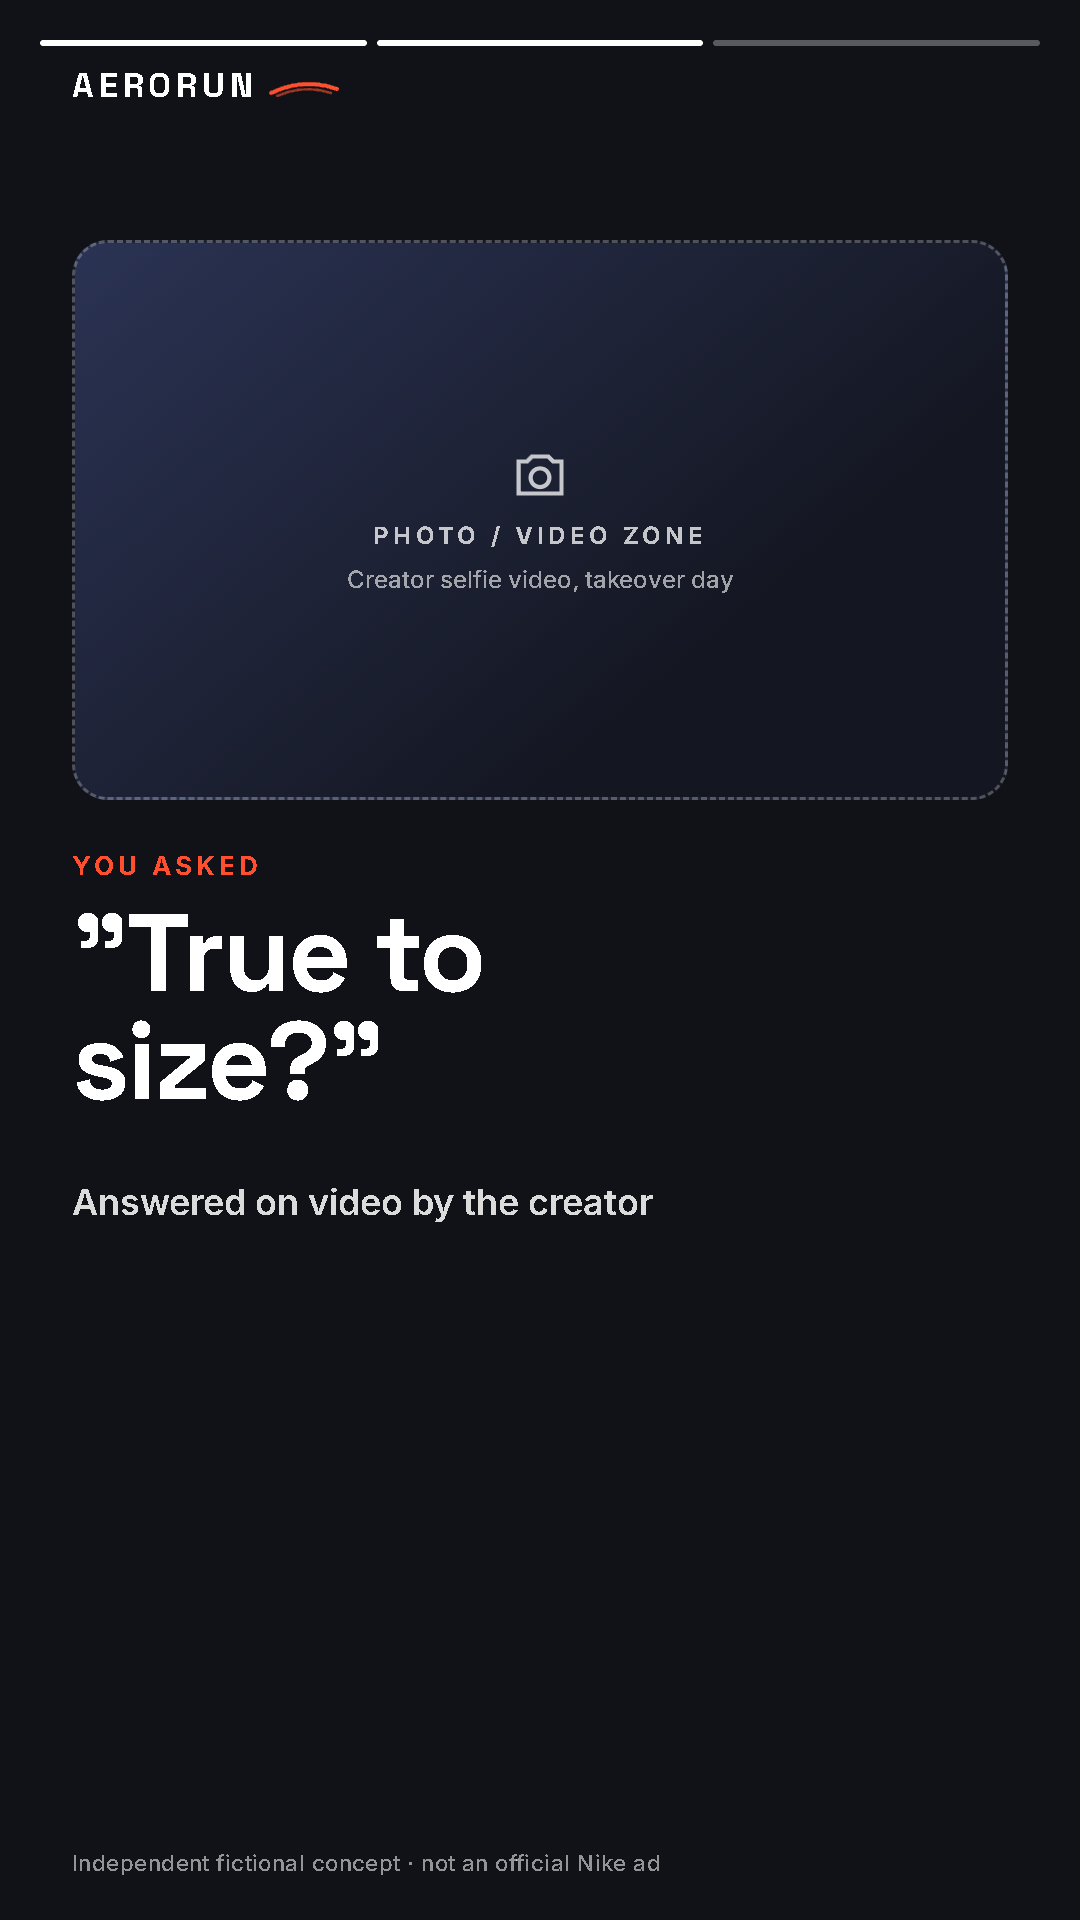 AERORUN
PHOTO / VIDEO ZONE
Creator selfie video, takeover day
YOU ASKED
”True to
size?”
Answered on video by the creator
Independent fictional concept · not an official Nike ad